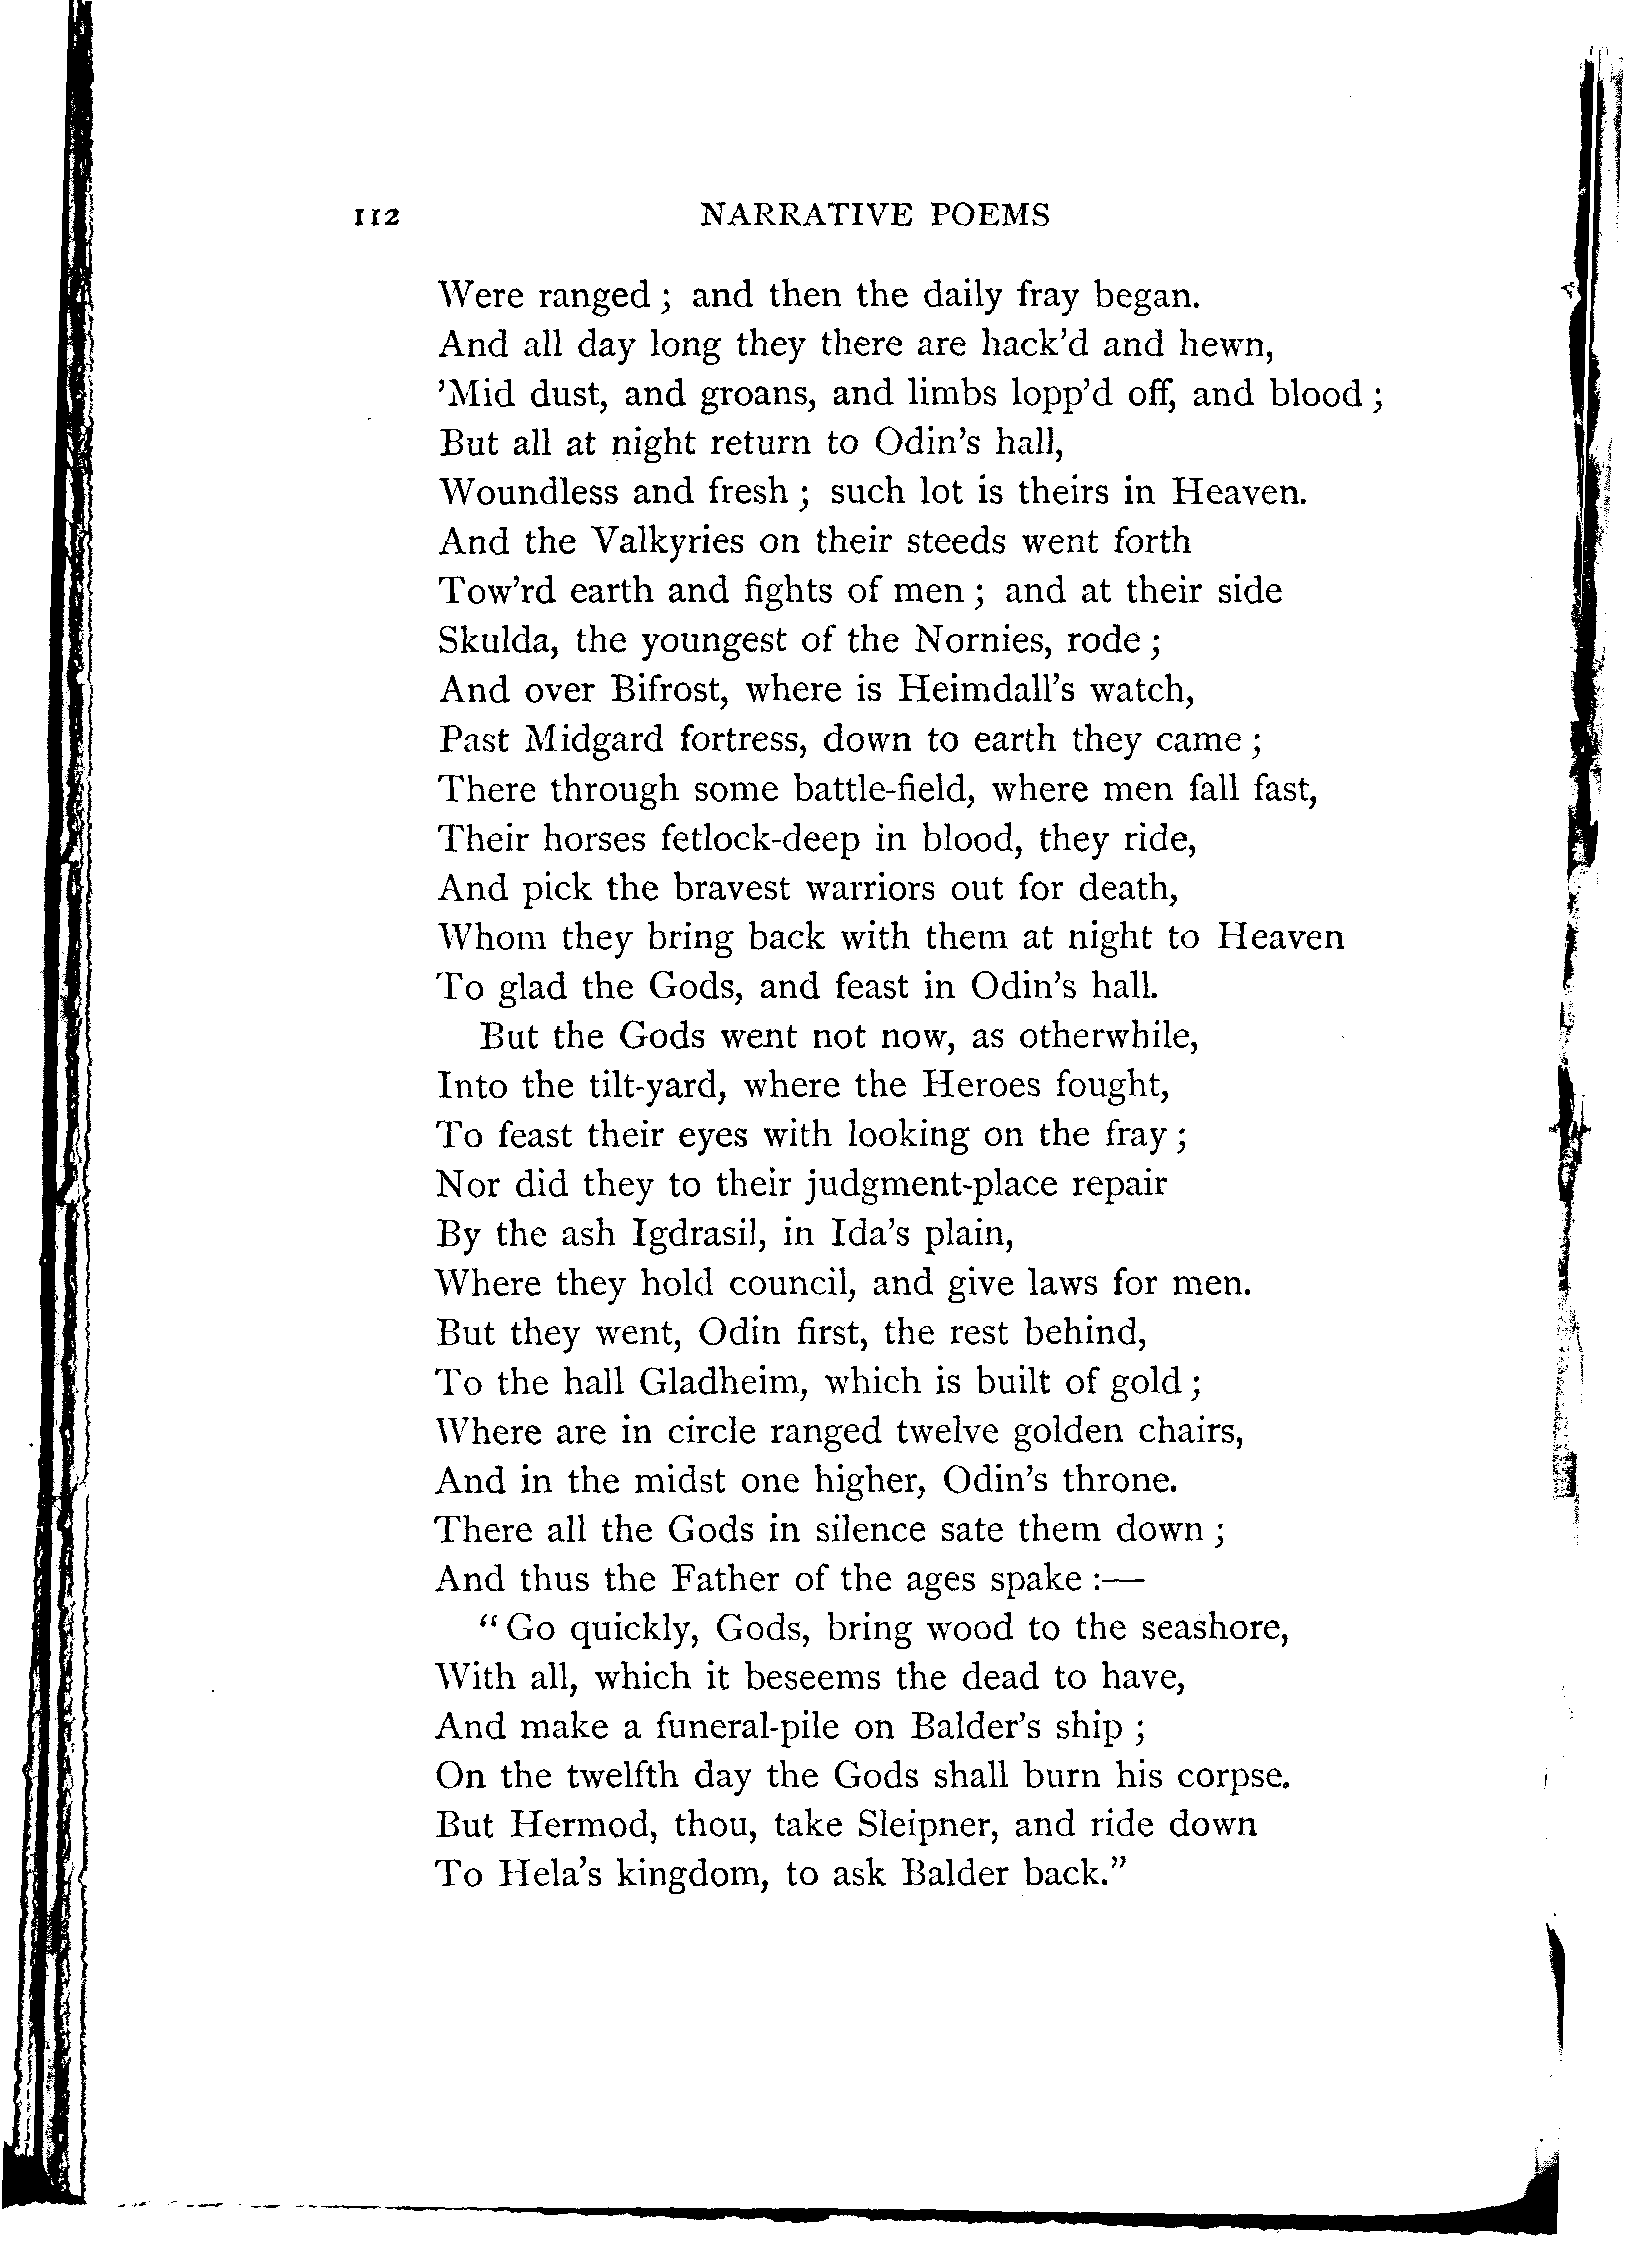 112 NARRATIVE POEMS
Were ranged ; and then the daily fray began.
And all day long they there are hack'd and hewn,
'Mid dust, and groans, and limbs lopp'd off, and blood ;
But all at night return to Odin's hall,
Woundless and fresh ; such lot is theirs in Heaven.
And the Valkyries on their steeds went forth
Tow'rd earth and fights of men ; and at their side
Skulda, the youngest of the Nornies, rode ;
And over Bifrost, where is Heimdall's watch,
Past Midgard fortress, down to earth they came ;
There through some battle-field, where men fall fast,
Their horses fetlock-deep in blood, they ride,
And pick the bravest warriors out for death,
Whom they bring back with them at night to Heaven
To glad the Gods, and feast in Odin's hall.
But the Gods went not now, as otherwhile,
Into the tilt-yard, where the Heroes fought,
To feast their eyes with looking on the fray ;
Nor did they to their judgment-place repair
By the ash Igdrasil, in Ida's plain,
Where they hold council, and give laws for men.
But they went, Odin first, the rest behind,
To the hall Gladheim, which is built of gold ;
Where are in circle ranged twelve golden chairs,
And in the midst one higher, Odin's throne.
There all the Gods in silence sate them down ;
And thus the Father of the ages spake :—
"Go quickly, Gods, bring wood to the seashore,
With all, which it beseems the dead to have,
And make a funeral-pile on Balder's ship ;
On the twelfth day the Gods shall burn his corpse.
But Hermod, thou, take Sleipner, and ride down
To Hela's kingdom, to ask Balder back."